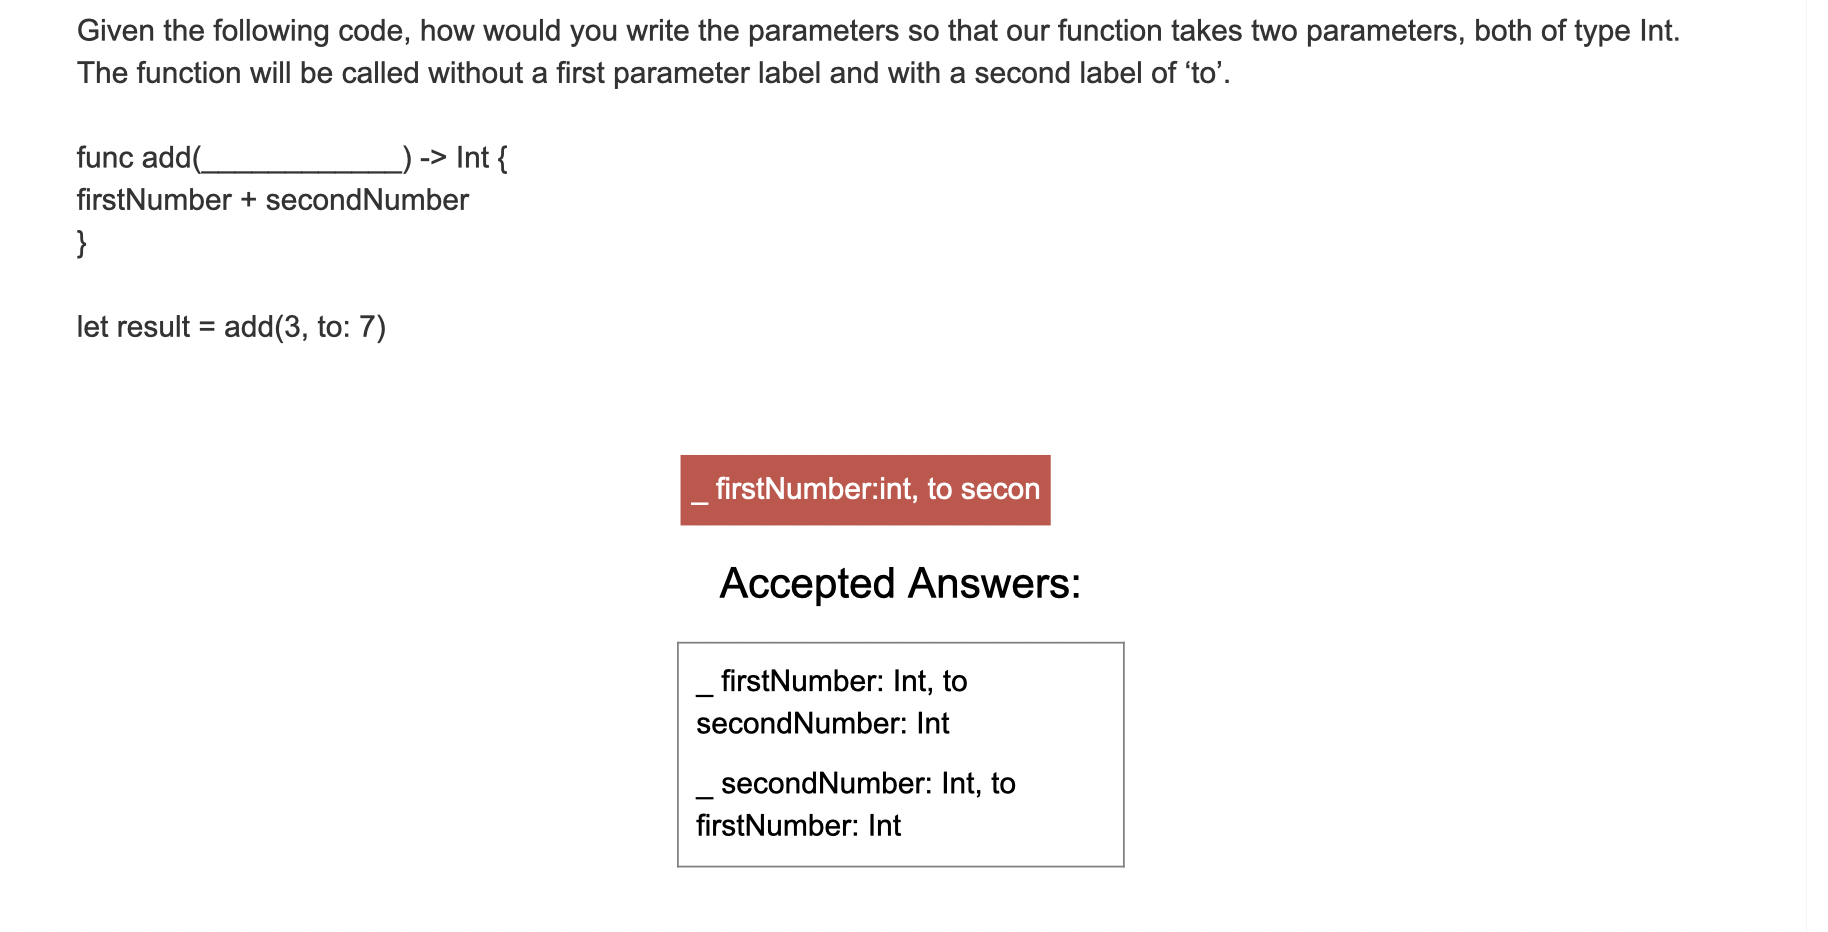 Given the following code, how would you write the parameters so that our function takes two parameters, both of type Int.
The function will be called without a first parameter label and with a second label of ‘to’.
func add(____________) -> Int {
firstNumber + secondNumber
}
let result = add(3, to: 7)
_ firstNumber:int, to secon
Accepted Answers:
_ firstNumber: Int, to
secondNumber: Int
_ secondNumber: Int, to
firstNumber: Int